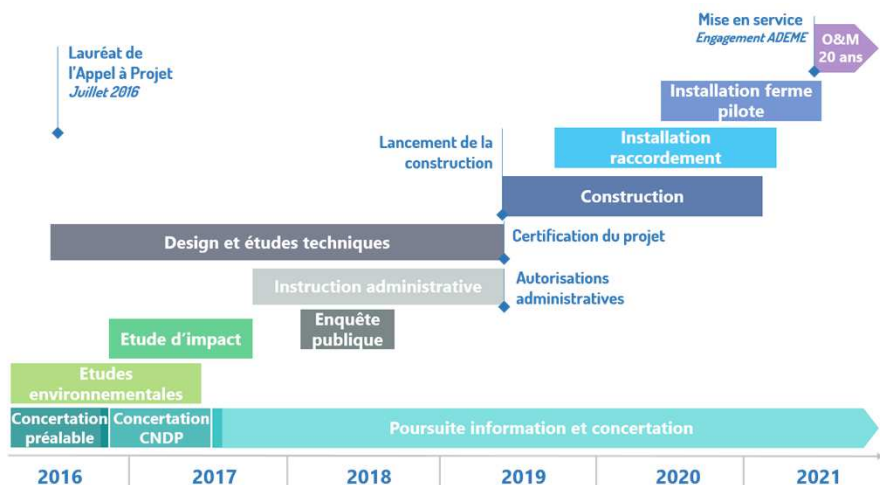 Mise en service
Engagement ADEME
O&M
20 ans
Lauréat de
l'Appel à Projet
Juillet 2016
Installation ferme
pilote
Lancement de la
construction
Installation
raccordement
Construction
Design et études techniques
Certification du projet
Instruction administrative
Autorisations
administratives
Enquête
publique
Etude d'impact
Etudes
environnementales
Concertation
préalable
Concertation
CNDP
Poursuite information et concertation
2016
2017
2018
2019
2020
2021